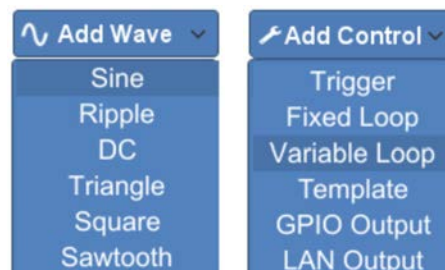 Add Wave
Sine
Ripple
DC
Triangle
Square
Sawtooth
Add Control
Trigger
Fixed Loop
Variable Loop
Template
GPIO Output
LAN Output